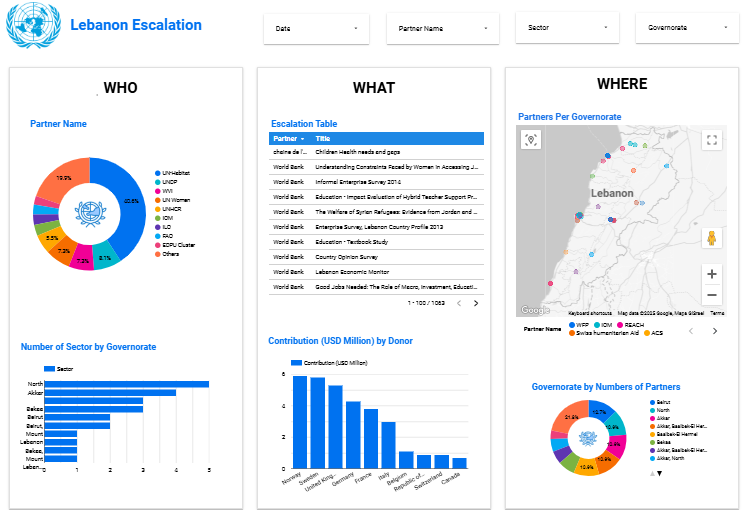 Lebanon Escalation
Date
Partner Name
Sector
Governorate
WHO
Partner Name
19.9%
40.6%
5.5%
7.3%
7.3%
8.1%
UN-Habitat
UNDP
WVI
UN Women
UNHCR
IOM
ILO
FAO
EDPU Cluster
Others
Number of Sector by Governorate
Sector
North
Akkar
Bekaa
Beirut
Beirut,
Mount
Lebanon
Bekaa,
Mount
Leban…
0 1 2 3 4 5
WHAT
Escalation Table
Partner Title
chaine de l'… Children Health needs and gaps
World Bank Understanding Constraints Faced by Women in Accessing J…
World Bank Informal Enterprise Survey 2014
World Bank Education - Impact Evaluation of Hybrid Teacher Support Pr…
World Bank The Welfare of Syrian Refugees: Evidence from Jordan and …
World Bank Enterprise Survey, Lebanon Country Profile 2013
World Bank Education - Textbook Study
World Bank Country Opinion Survey
World Bank Lebanon Economic Monitor
World Bank Good Jobs Needed: The Role of Macro, Investment, Educati…
1 - 100 / 1063
Contribution (USD Million) by Donor
Contribution (USD Million)
6
4
2
0
Norway
Sweden
United King…
Germany
France
Italy
Belgium
Republic of…
Switzerland
Canada
WHERE
Partners Per Governorate
Lebanon
Google
Keyboard shortcuts Map data ©2025 Google, Mapa GISrael Terms
Partner Name WFP IOM REACH
Swiss humanitarian Aid ACS
Governorate by Numbers of Partners
21.8%
12.7%
10.9%
10.9%
10.9%
Beirut
North
Akkar
Akkar, Baalbek-El Her…
Baalbek-El Hermel
Bekaa
Akkar, Baalbek-El Her…
Akkar, North